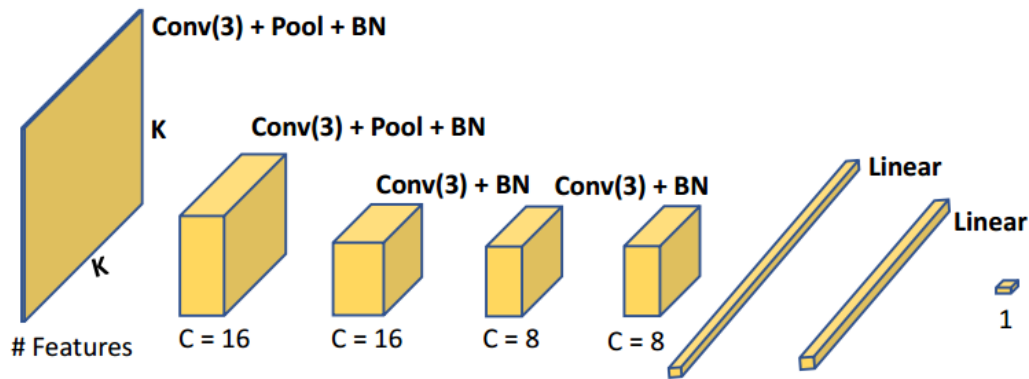 Conv(3) + Pool + BN
K
K
# Features
Conv(3) + Pool + BN
C = 16
Conv(3) + BN
C = 16
Conv(3) + BN
C = 8
C = 8
Linear
Linear
1